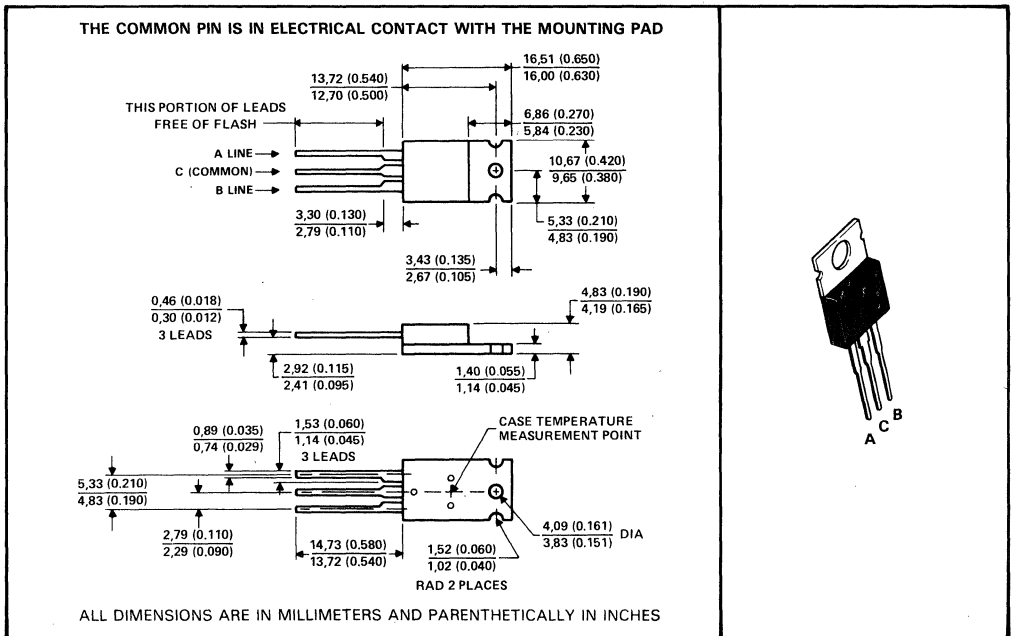 THE COMMON PIN IS IN ELECTRICAL CONTACT WITH THE MOUNTING PAD
16,51 (0.650)
16,00 (0.630)
13,72 (0.540)
12,70 (0.500)
THIS PORTION OF LEADS
FREE OF FLASH
6,86 (0.270)
5,84 (0.230)
A LINE
C (COMMON)
B LINE
10,67 (0.420)
9,65 (0.380)
3,30 (0.130)
2,79 (0.110)
5,33 (0.210)
4,83 (0.190)
3,43 (0.135)
2,67 (0.105)
0,46 (0.018)
0,30 (0.012)
3 LEADS
4,83 (0.190)
4,19 (0.165)
2,92 (0.115)
2,41 (0.095)
1,40 (0.055)
1,14 (0.045)
0,89 (0.035)
0,74 (0.029)
1,53 (0.060)
1,14 (0.045)
3 LEADS
CASE TEMPERATURE
MEASUREMENT POINT
5,33 (0.210)
4,83 (0.190)
2,79 (0.110)
2,29 (0.090)
14,73 (0.580)
13,72 (0.540)
1,52 (0.060)
1,02 (0.040)
RAD 2 PLACES
4,09 (0.161)
3,83 (0.151)
DIA
ALL DIMENSIONS ARE IN MILLIMETERS AND PARENTHETICALLY IN INCHES
A
C
B